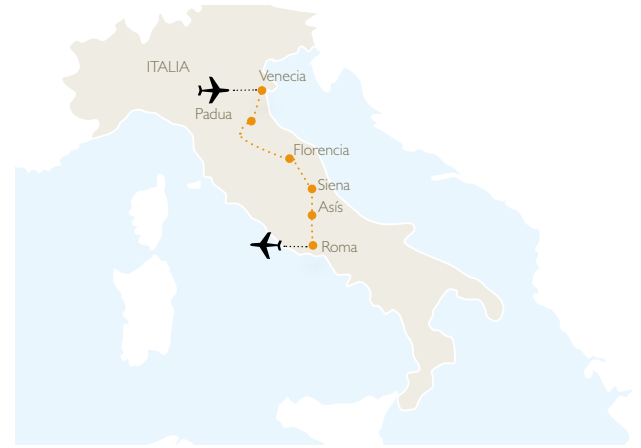 ITALIA
Venecia
Padua
Florencia
Siena
Asís
Roma